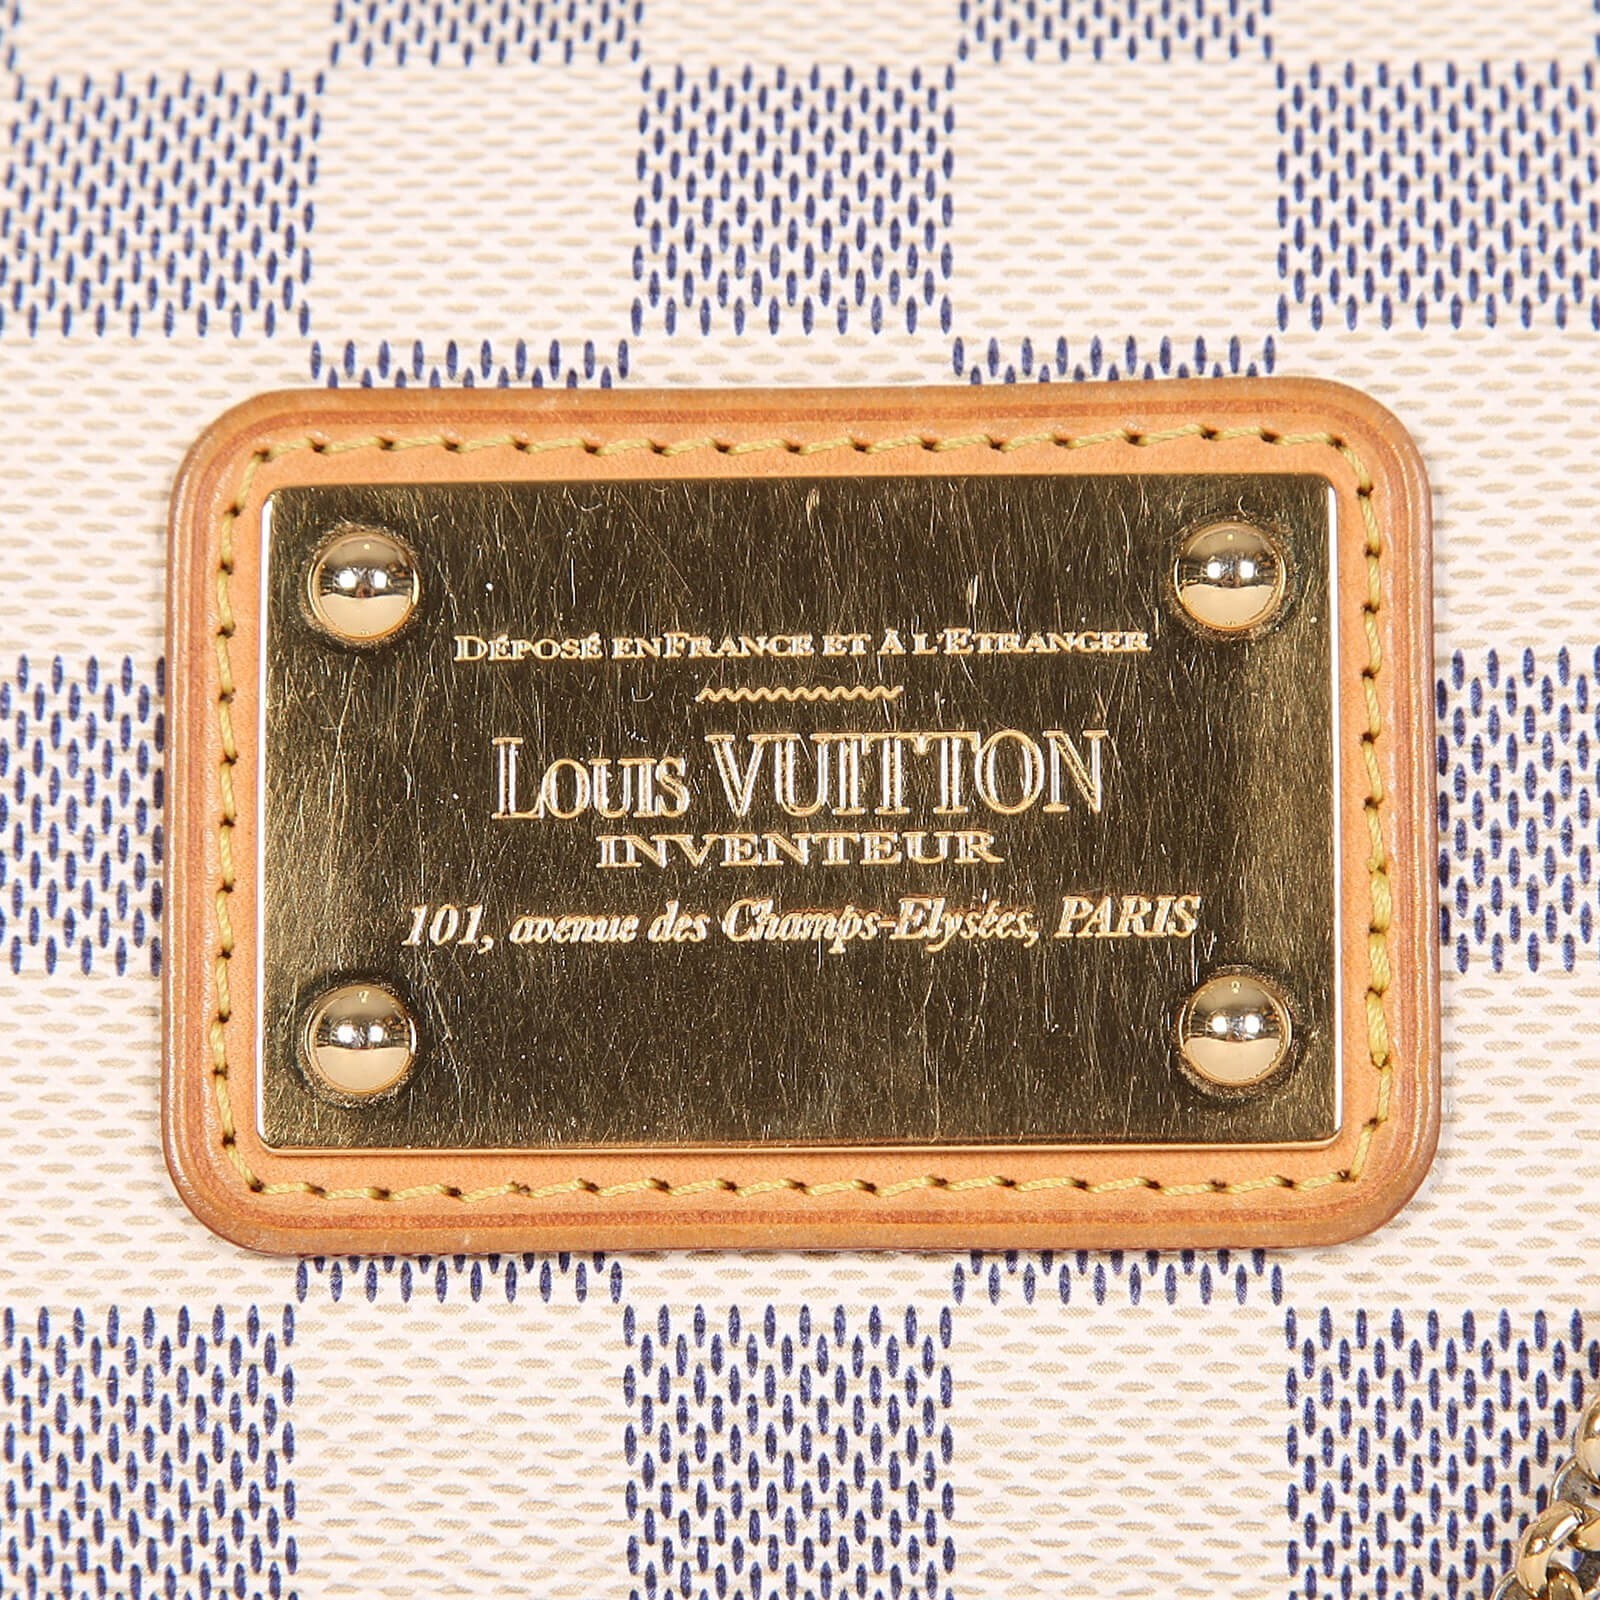 DÉPOSÉ EN FRANCE ET À L'ETRANGER
LOUIS VUITTON
INVENTEUR
101, avenue des Champs-Elysées, PARIS